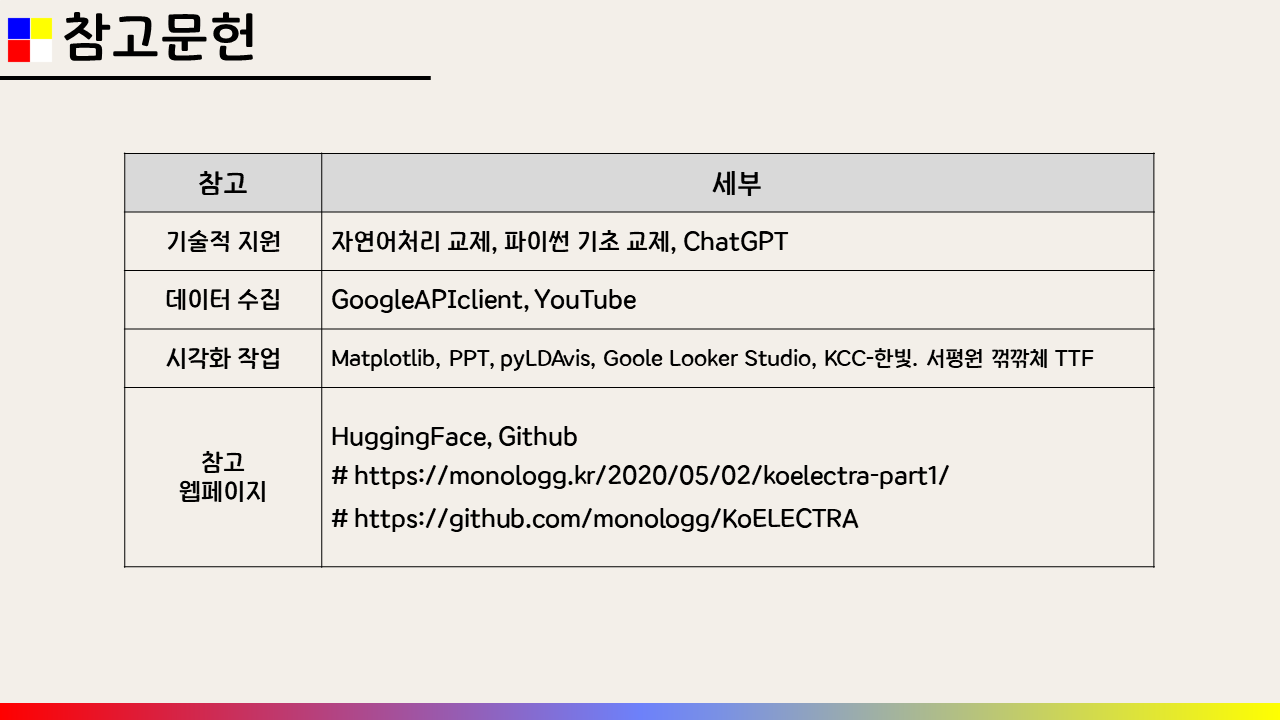 참고문헌
참고
세부
기술적 지원
자연어처리 교제, 파이썬 기초 교제, ChatGPT
데이터 수집
GoogleAPIclient, YouTube
시각화 작업
Matplotlib, PPT, pyLDAvis, Goole Looker Studio, KCC-한빛. 서평원 꺾깎체 TTF
참고
웹페이지
HuggingFace, Github
# https://monologg.kr/2020/05/02/koelectra-part1/
# https://github.com/monologg/KoELECTRA